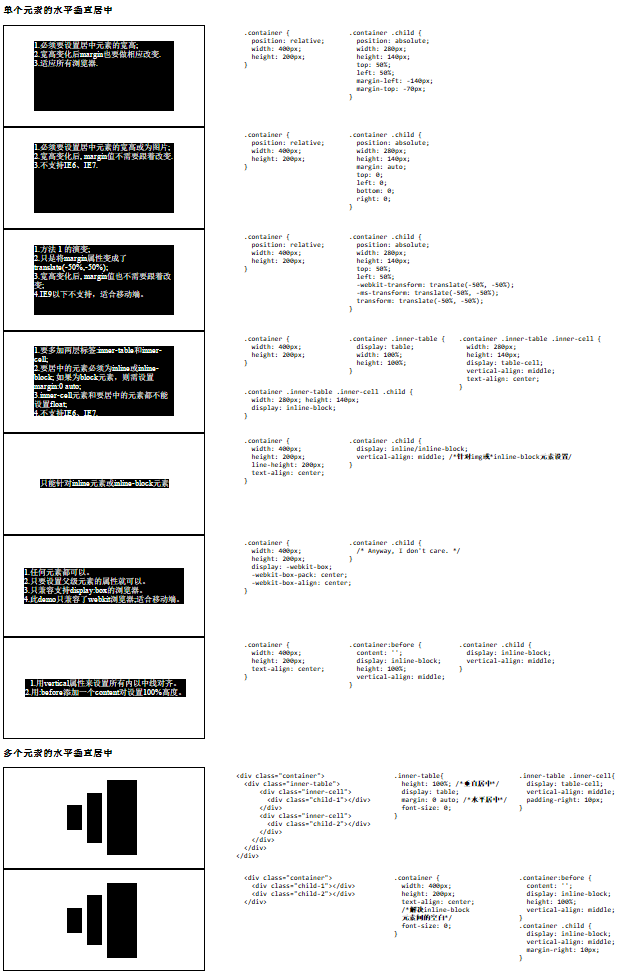 单个元素的水平垂直居中
1.必须要设置居中元素的宽高;
2.宽高变化后margin也要做相应改变.
3.适应所有浏览器.
.container {
position: relative;
width: 400px;
height: 200px;
}
.container .child {
position: absolute;
width: 280px;
height: 140px;
top: 50%;
left: 50%;
margin-left: -140px;
margin-top: -70px;
}
1.必须要设置居中元素的宽高或为图片;
2.宽高变化后, margin值不需要跟着改变.
3.不支持IE6、IE7.
.container {
position: relative;
width: 400px;
height: 200px;
}
.container .child {
position: absolute;
width: 280px;
height: 140px;
margin: auto;
top: 0;
left: 0;
bottom: 0;
right: 0;
}
1.方法 1 的演变;
2.只是将margin属性变成了
translate(-50%,-50%);
3.宽高变化后, margin值也不需要跟着改
变;
4.IE9以下不支持，适合移动端。
.container {
position: relative;
width: 400px;
height: 200px;
}
.container .child {
position: absolute;
width: 280px;
height: 140px;
top: 50%;
left: 50%;
-webkit-transform: translate(-50%, -50%);
-ms-transform: translate(-50%, -50%);
transform: translate(-50%, -50%);
}
1.要多加两层标签:inner-table和inner-
cell;
2.要居中的元素必须为inline或inline-
block; 如果为block元素，则需设置
margin:0 auto;
3.inner-cell元素和要居中的元素都不能
设置float;
4.不支持IE6、IE7.
.container {
width: 400px;
height: 200px;
}
.container .inner-table {
display: table;
width: 100%;
height: 100%;
}
.container .inner-table .inner-cell {
width: 280px;
height: 140px;
display: table-cell;
vertical-align: middle;
text-align: center;
}
.container .inner-table .inner-cell .child {
width: 280px; height: 140px;
display: inline-block;
}
只能针对inline元素或inline-block元素
.container {
width: 400px;
height: 200px;
line-height: 200px;
text-align: center;
}
.container .child {
display: inline/inline-block;
vertical-align: middle; /*针对img或*inline-block元素设置/
}
1.任何元素都可以。
2.只要设置父级元素的属性就可以。
3.只兼容支持display:box的浏览器。
4.此demo只兼容了webkit浏览器;适合移动端。
.container {
width: 400px;
height: 200px;
display: -webkit-box;
-webkit-box-pack: center;
-webkit-box-align: center;
}
.container .child {
/* Anyway, I don't care. */
}
1.用vertical属性来设置所有内以中线对齐。
2.用:before添加一个content对设置100%高度。
.container {
width: 400px;
height: 200px;
text-align: center;
}
.container:before {
content: '';
display: inline-block;
height: 100%;
vertical-align: middle;
}
.container .child {
display: inline-block;
vertical-align: middle;
}
多个元素的水平垂直居中
<div class="container">
<div class="inner-table">
<div class="inner-cell">
<div class="child-1"></div>
</div>
<div class="inner-cell">
<div class="child-2"></div>
</div>
</div>
</div>
.inner-table{
height: 100%; /*垂直居中*/
display: table;
margin: 0 auto; /*水平居中*/
font-size: 0;
}
.inner-table .inner-cell{
display: table-cell;
vertical-align: middle;
padding-right: 10px;
}
<div class="container">
<div class="child-1"></div>
<div class="child-2"></div>
</div>
.container {
width: 400px;
height: 200px;
text-align: center;
/*解决inline-block
元素间的空白*/
font-size: 0;
}
.container:before {
content: '';
display: inline-block;
height: 100%;
vertical-align: middle;
}
.container .child {
display: inline-block;
vertical-align: middle;
margin-right: 10px;
}